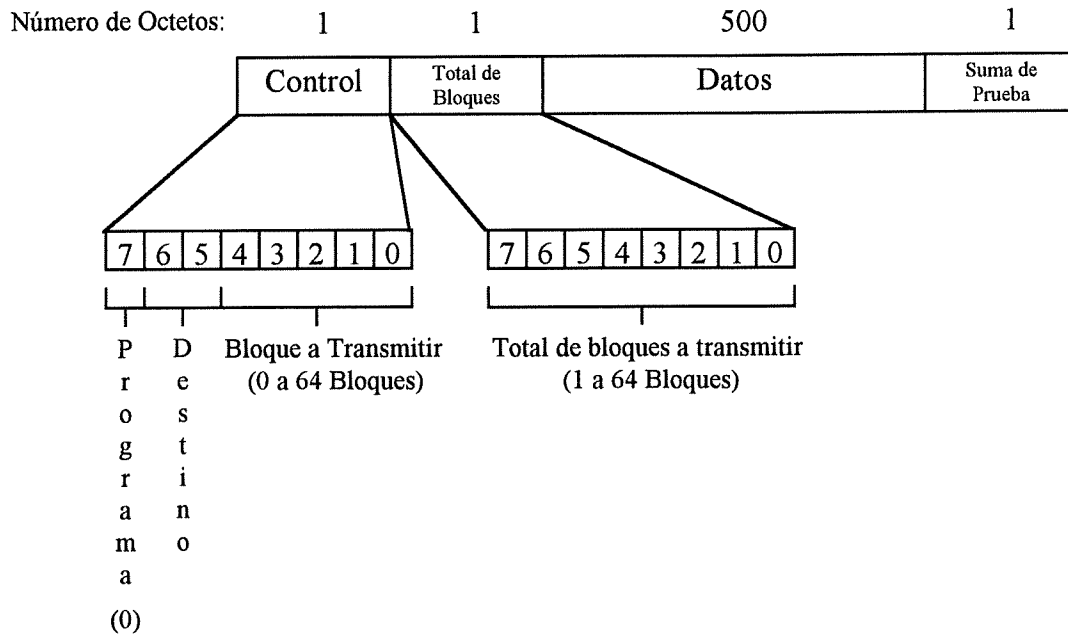 Número de Octetos: 1 1 500 1
Control
Total de
Bloques
Datos
Suma de
Prueba
7 6 5 4 3 2 1 0
7 6 5 4 3 2 1 0
Programa
(0)
Destino
Bloque a Transmitir
(0 a 64 Bloques)
Total de bloques a transmitir
(1 a 64 Bloques)